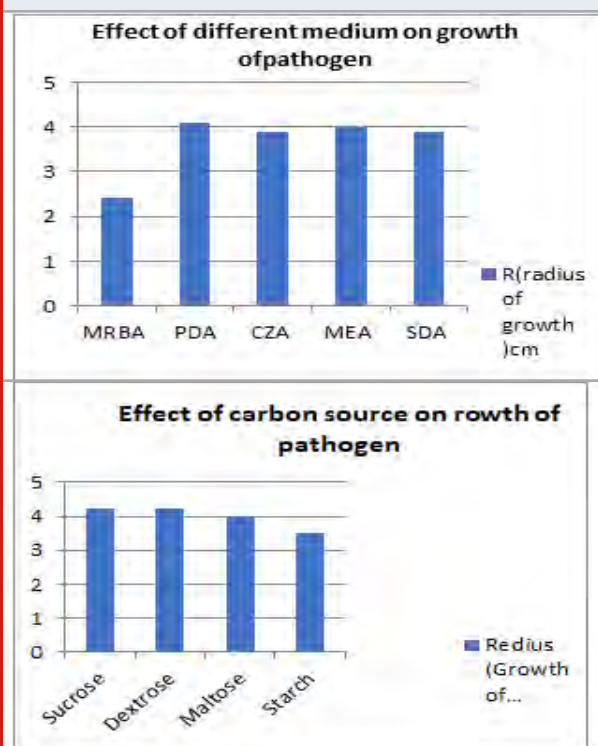 Effect of different medium on growth
ofpathogen
5
4
3
2
1
0
MRBA PDA CZA MEA SDA
R(radius
of
growth
)cm
Effect of carbon source on rowth of
pathogen
5
4
3
2
1
0
Sucrose Dextrose Maltose Starch
Redius
(Growth
of...